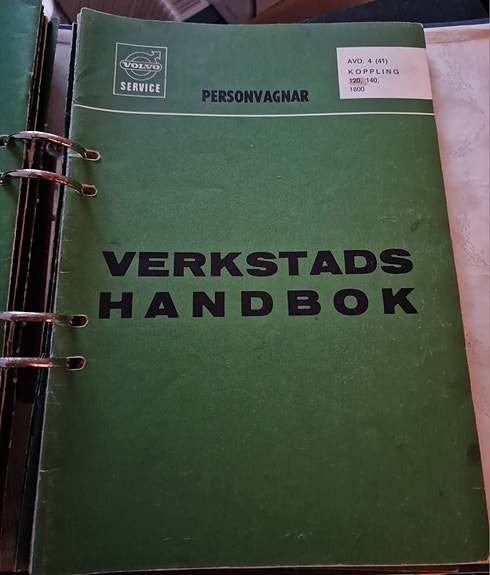 VOLVO
SERVICE
PERSONVAGNAR
AVD. 4 (41)
KOPPLING
120, 140,
1800
VERKSTADS
HANDBOK